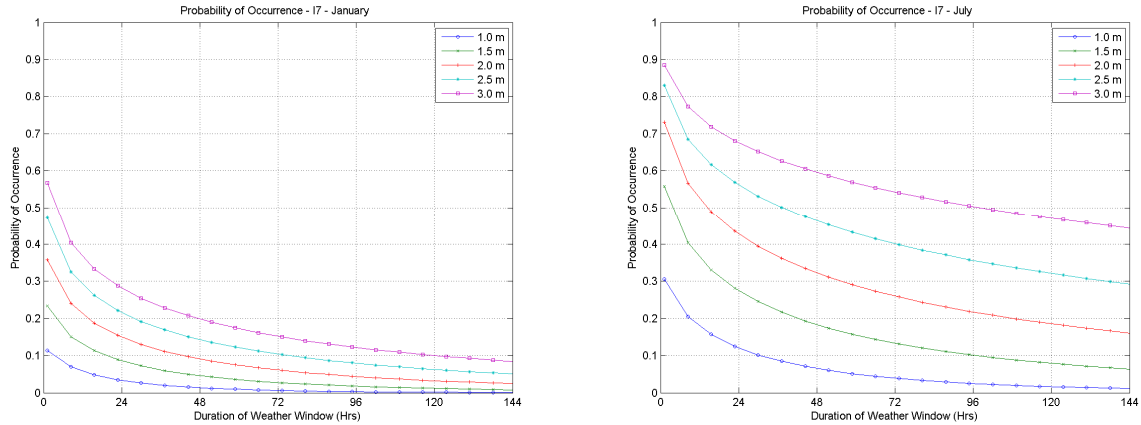 Probability of Occurrence - I7 - January
1
0.9
0.8
0.7
0.6
0.5
0.4
0.3
0.2
0.1
0
Probability of Occurrence
0 24 48 72 96 120 144
Duration of Weather Window (Hrs)
1.0 m
1.5 m
2.0 m
2.5 m
3.0 m
Probability of Occurrence - I7 - July
1
0.9
0.8
0.7
0.6
0.5
0.4
0.3
0.2
0.1
0
Probability of Occurrence
0 24 48 72 96 120 144
Duration of Weather Window (Hrs)
1.0 m
1.5 m
2.0 m
2.5 m
3.0 m